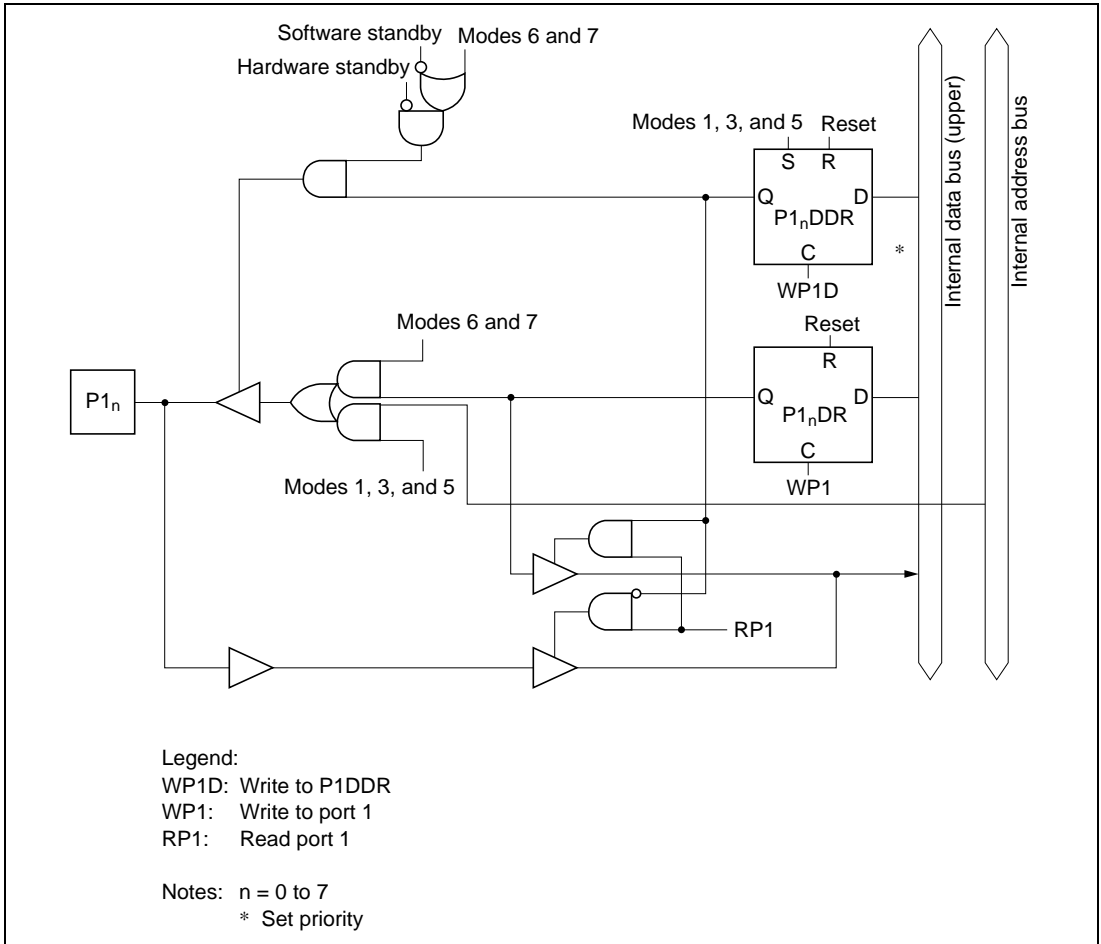 Software standby
Modes 6 and 7
Hardware standby
Modes 1, 3, and 5
Reset
S
R
Q
D
P1nDDR
C
*
WP1D
Internal data bus (upper)
Internal address bus
Modes 6 and 7
Reset
R
P1n
Q
D
P1nDR
C
Modes 1, 3, and 5
WP1
RP1
Legend:
WP1D: Write to P1DDR
WP1: Write to port 1
RP1: Read port 1
Notes: n = 0 to 7
* Set priority